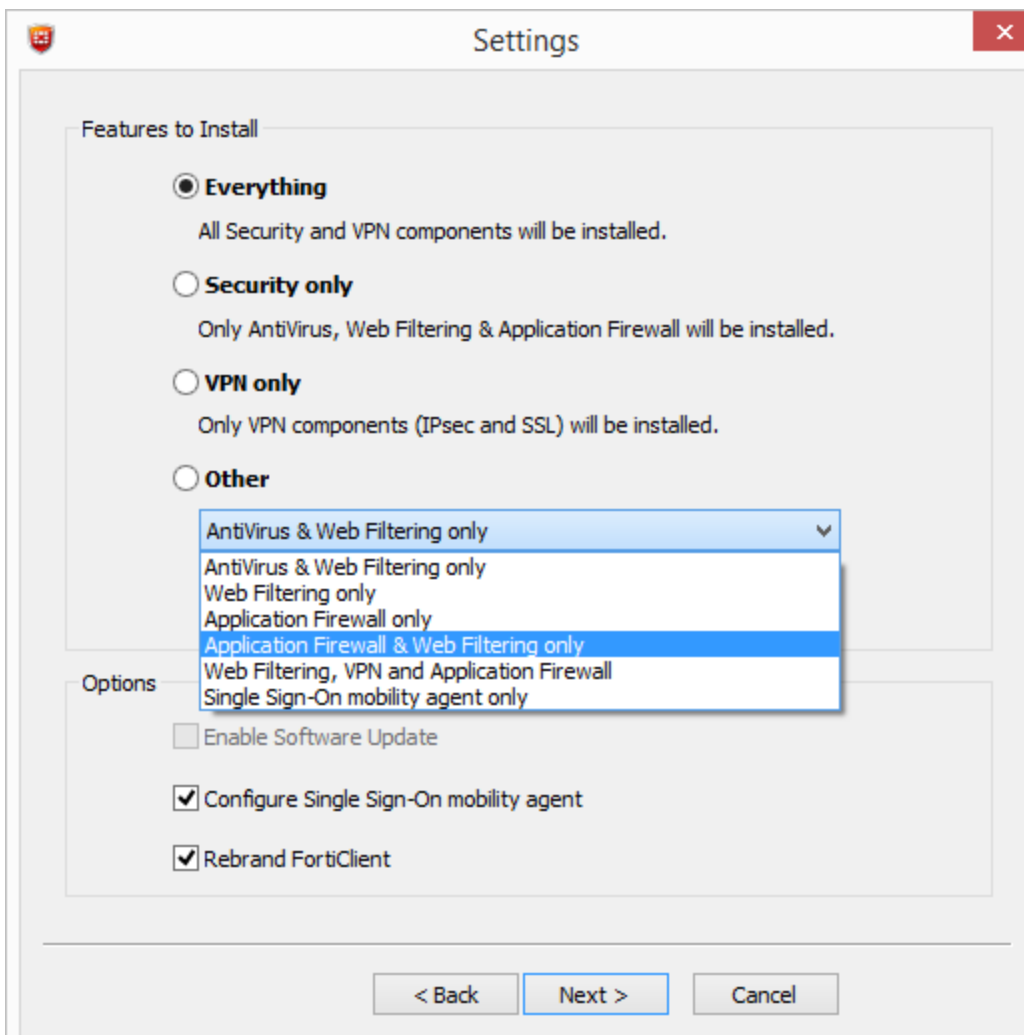 Settings
Features to Install
Everything
All Security and VPN components will be installed.
Security only
Only AntiVirus, Web Filtering & Application Firewall will be installed.
VPN only
Only VPN components (IPsec and SSL) will be installed.
Other
AntiVirus & Web Filtering only
AntiVirus & Web Filtering only
Web Filtering only
Application Firewall only
Application Firewall & Web Filtering only
Web Filtering, VPN and Application Firewall
Single Sign-On mobility agent only
Options
Enable Software Update
Configure Single Sign-On mobility agent
Rebrand FortiClient
< Back Next > Cancel